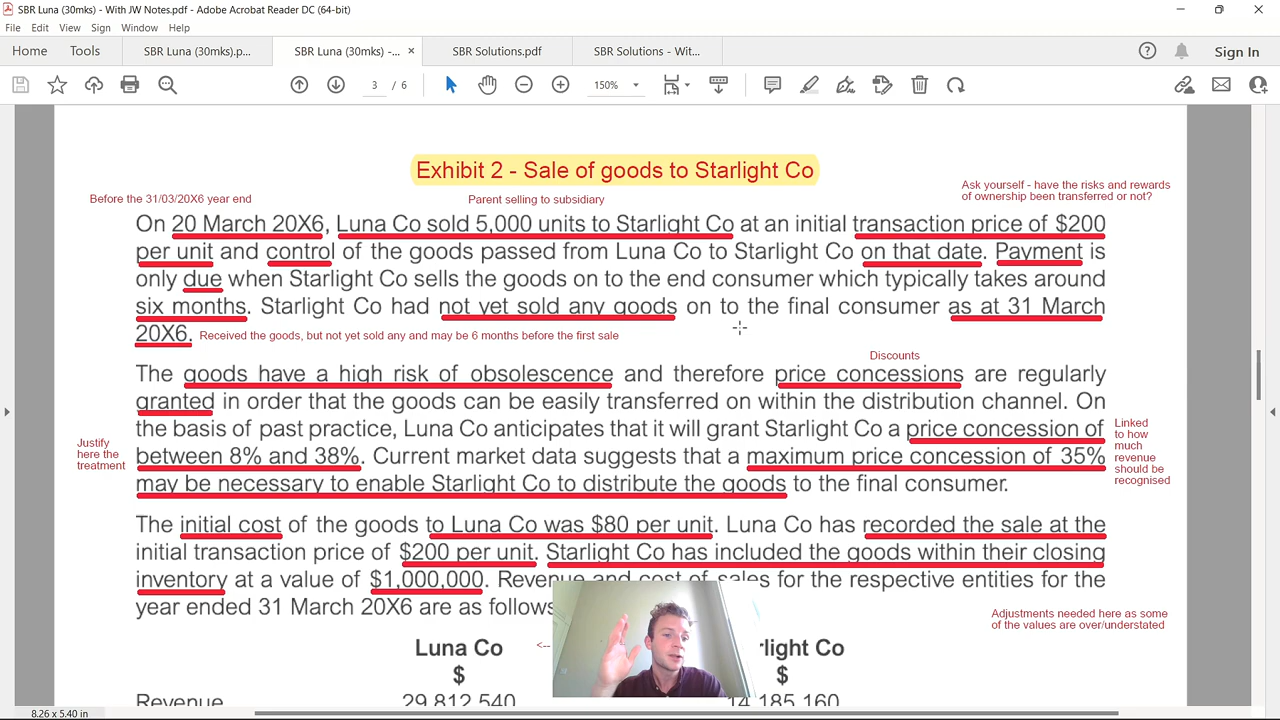 SBR Luna (30mks) - With JW Notes.pdf - Adobe Acrobat Reader DC (64-bit)
File Edit View Sign Window Help
Home Tools SBR Luna (30mks).p... SBR Luna (30mks) -... × SBR Solutions.pdf SBR Solutions - Wit... Sign In
3 / 6 150%
Exhibit 2 - Sale of goods to Starlight Co
Before the 31/03/20X6 year end
Parent selling to subsidiary
Ask yourself - have the risks and rewards
of ownership been transferred or not?
On 20 March 20X6, Luna Co sold 5,000 units to Starlight Co at an initial transaction price of $200
per unit and control of the goods passed from Luna Co to Starlight Co on that date. Payment is
only due when Starlight Co sells the goods on to the end consumer which typically takes around
six months. Starlight Co had not yet sold any goods on to the final consumer as at 31 March
20X6. Received the goods, but not yet sold any and may be 6 months before the first sale
Discounts
The goods have a high risk of obsolescence and therefore price concessions are regularly
granted in order that the goods can be easily transferred on within the distribution channel. On
the basis of past practice, Luna Co anticipates that it will grant Starlight Co a price concession of
between 8% and 38%. Current market data suggests that a maximum price concession of 35%
may be necessary to enable Starlight Co to distribute the goods to the final consumer.
Justify
here the
treatment
Linked
to how
much
revenue
should be
recognised
The initial cost of the goods to Luna Co was $80 per unit. Luna Co has recorded the sale at the
initial transaction price of $200 per unit. Starlight Co has included the goods within their closing
inventory at a value of $1,000,000. Revenue and cost of sales for the respective entities for the
year ended 31 March 20X6 are as follows
Adjustments needed here as some
of the values are over/understated
Luna Co <-- rlight Co
$ $
Revenue 29,812,540 14,185,160
8.26 x 5.40 in